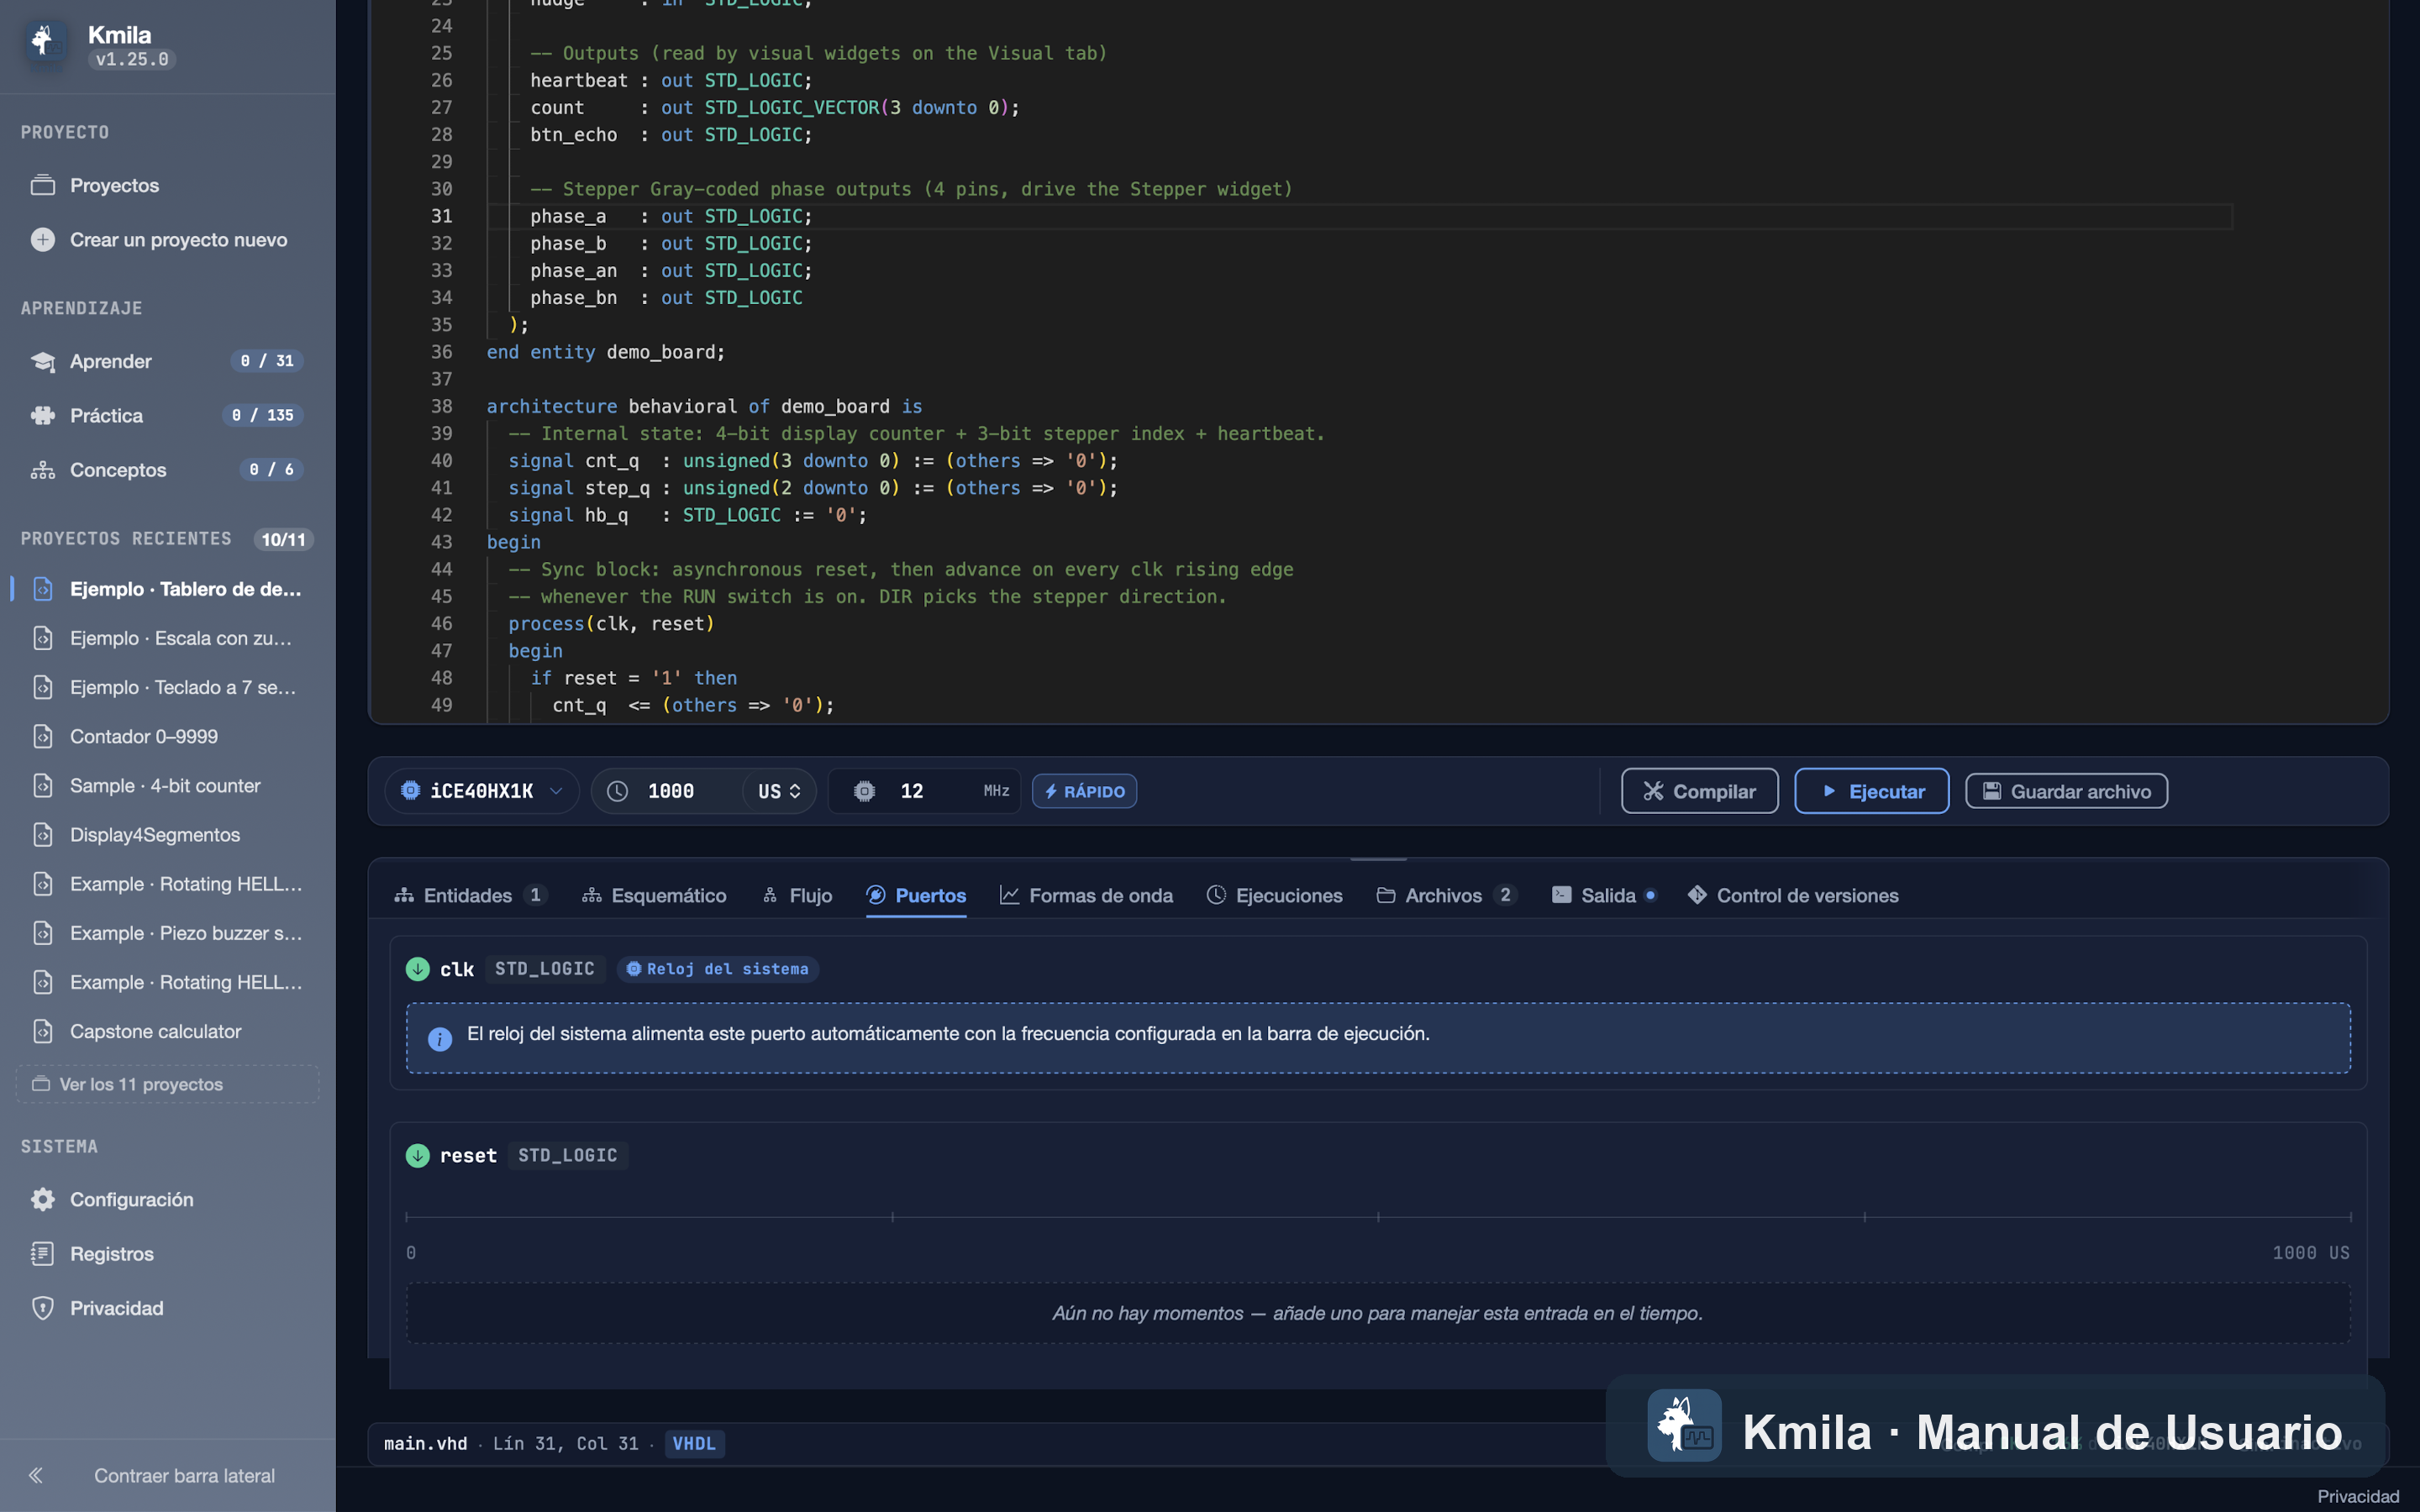 Kmila
v1.25.0
PROYECTO
Proyectos
Crear un proyecto nuevo
APRENDIZAJE
Aprender 0 / 31
Práctica 0 / 135
Conceptos 0 / 6
PROYECTOS RECIENTES 10/11
Ejemplo · Tablero de de...
Ejemplo · Escala con zu...
Ejemplo · Teclado a 7 se...
Contador 0–9999
Sample · 4-bit counter
Display4Segmentos
Example · Rotating HELL...
Example · Piezo buzzer s...
Example · Rotating HELL...
Capstone calculator
Ver los 11 proyectos
SISTEMA
Configuración
Registros
Privacidad
Contraer barra lateral
24
25 -- Outputs (read by visual widgets on the Visual tab)
26 heartbeat : out STD_LOGIC;
27 count : out STD_LOGIC_VECTOR(3 downto 0);
28 btn_echo : out STD_LOGIC;
29
30 -- Stepper Gray-coded phase outputs (4 pins, drive the Stepper widget)
31 phase_a : out STD_LOGIC;
32 phase_b : out STD_LOGIC;
33 phase_an : out STD_LOGIC;
34 phase_bn : out STD_LOGIC
35 );
36 end entity demo_board;
37
38 architecture behavioral of demo_board is
39 -- Internal state: 4-bit display counter + 3-bit stepper index + heartbeat.
40 signal cnt_q : unsigned(3 downto 0) := (others => '0');
41 signal step_q : unsigned(2 downto 0) := (others => '0');
42 signal hb_q : STD_LOGIC := '0';
43 begin
44 -- Sync block: asynchronous reset, then advance on every clk rising edge
45 -- whenever the RUN switch is on. DIR picks the stepper direction.
46 process(clk, reset)
47 begin
48 if reset = '1' then
49 cnt_q <= (others => '0');
iCE40HX1K 1000 US 12 MHz RÁPIDO Compilar Ejecutar Guardar archivo
Entidades 1 Esquemático Flujo Puertos Formas de onda Ejecuciones Archivos 2 Salida Control de versiones
clk STD_LOGIC Reloj del sistema
El reloj del sistema alimenta este puerto automáticamente con la frecuencia configurada en la barra de ejecución.
reset STD_LOGIC
0 1000 US
Aún no hay momentos — añade uno para manejar esta entrada en el tiempo.
main.vhd · Lín 31, Col 31 · VHDL
Kmila · Manual de Usuario
Privacidad